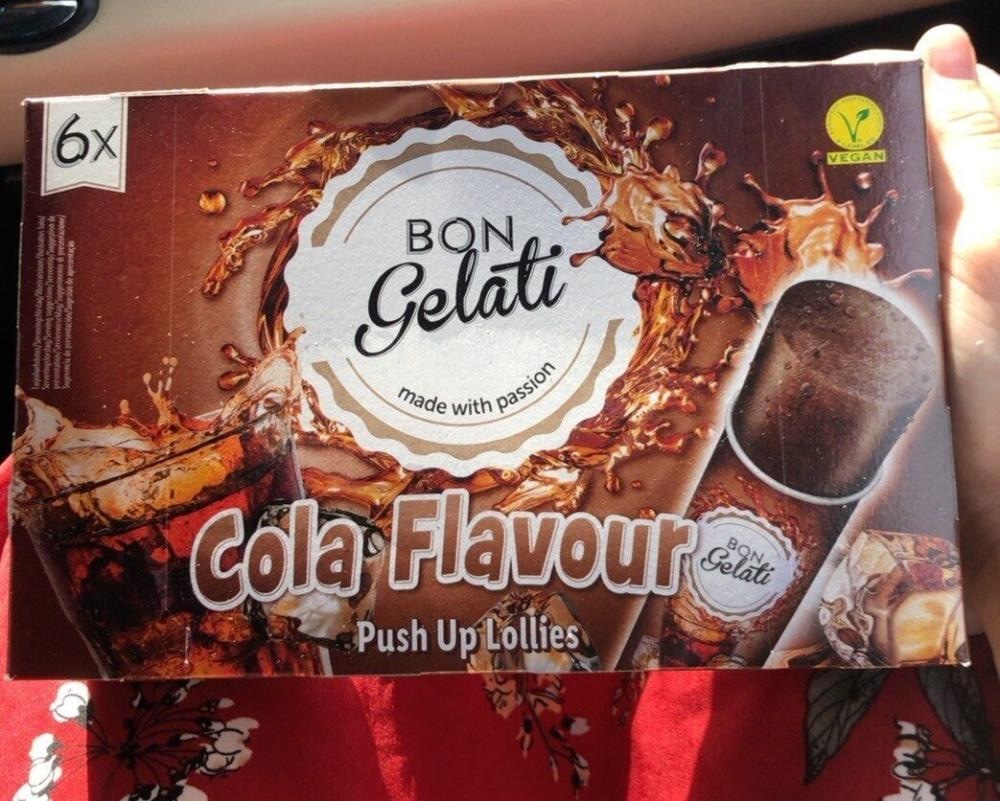 6x
VEGAN
BON
Gelati
made with passion
Cola Flavour
Push Up Lollies
BON
Gelati